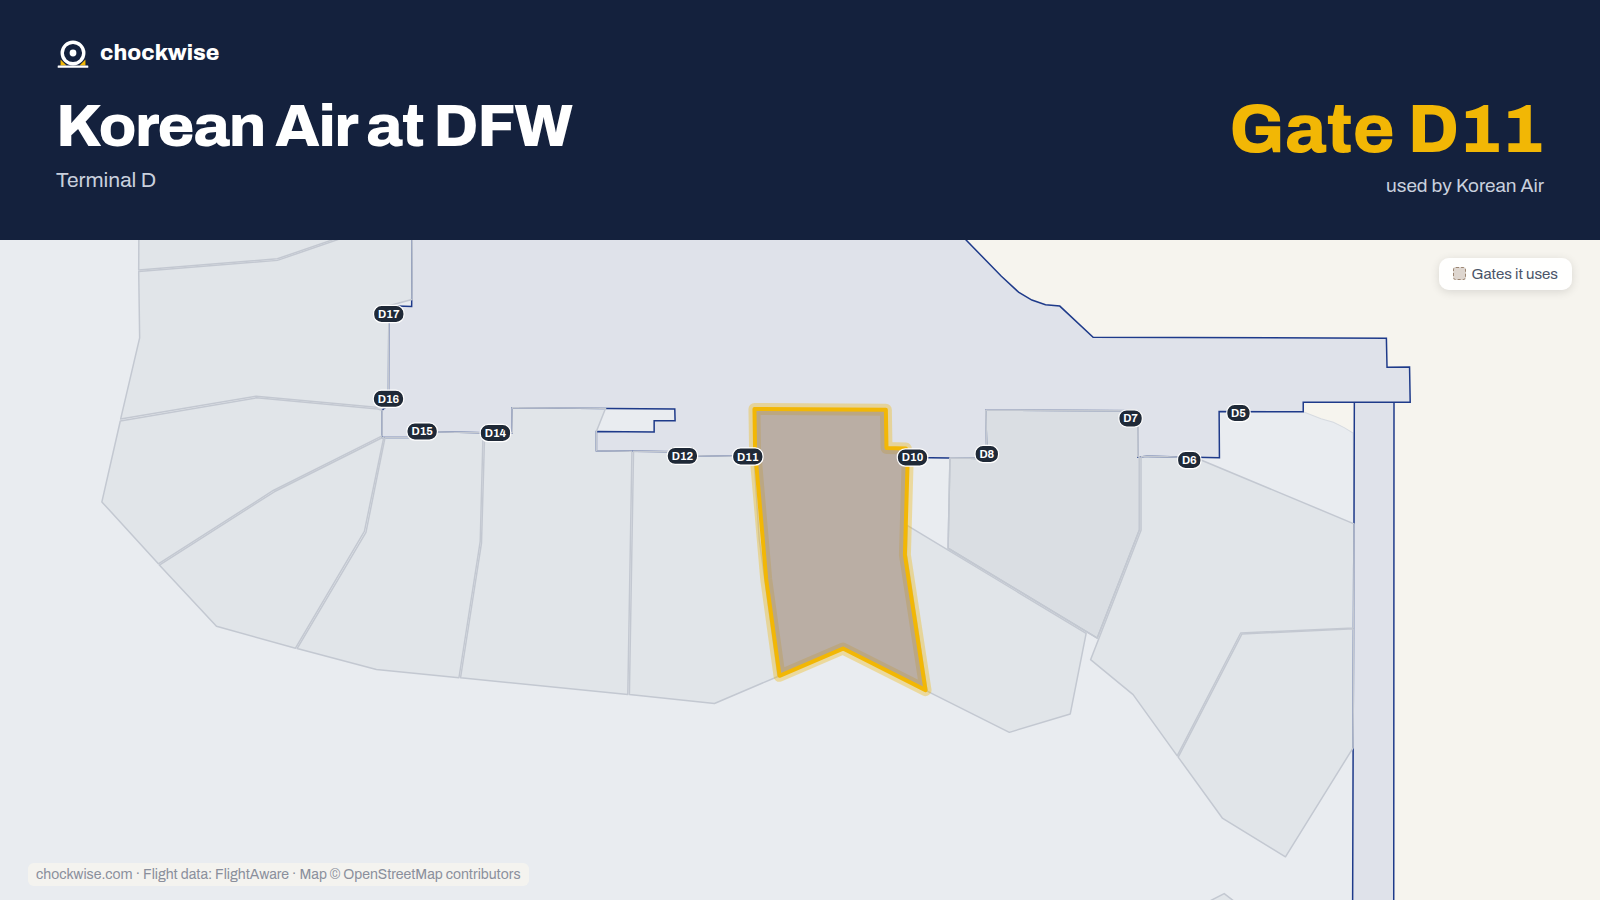 chockwise
Korean Air at DFW
Terminal D
Gate D11
used by Korean Air
Gates it uses
D17
D16
D15
D14
D12
D11
D10
D8
D7
D6
D5
chockwise.com · Flight data: FlightAware · Map © OpenStreetMap contributors